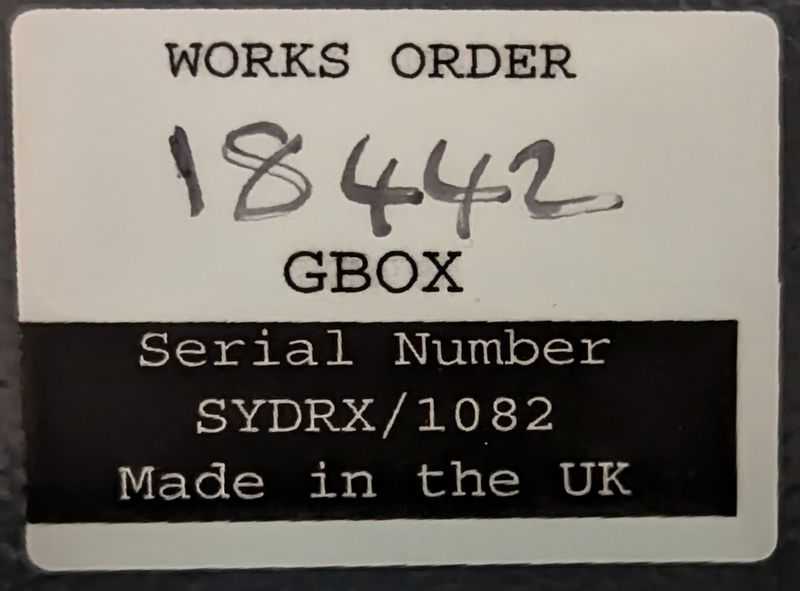 WORKS ORDER
18442
GBOX
Serial Number
SYDRX/1082
Made in the UK